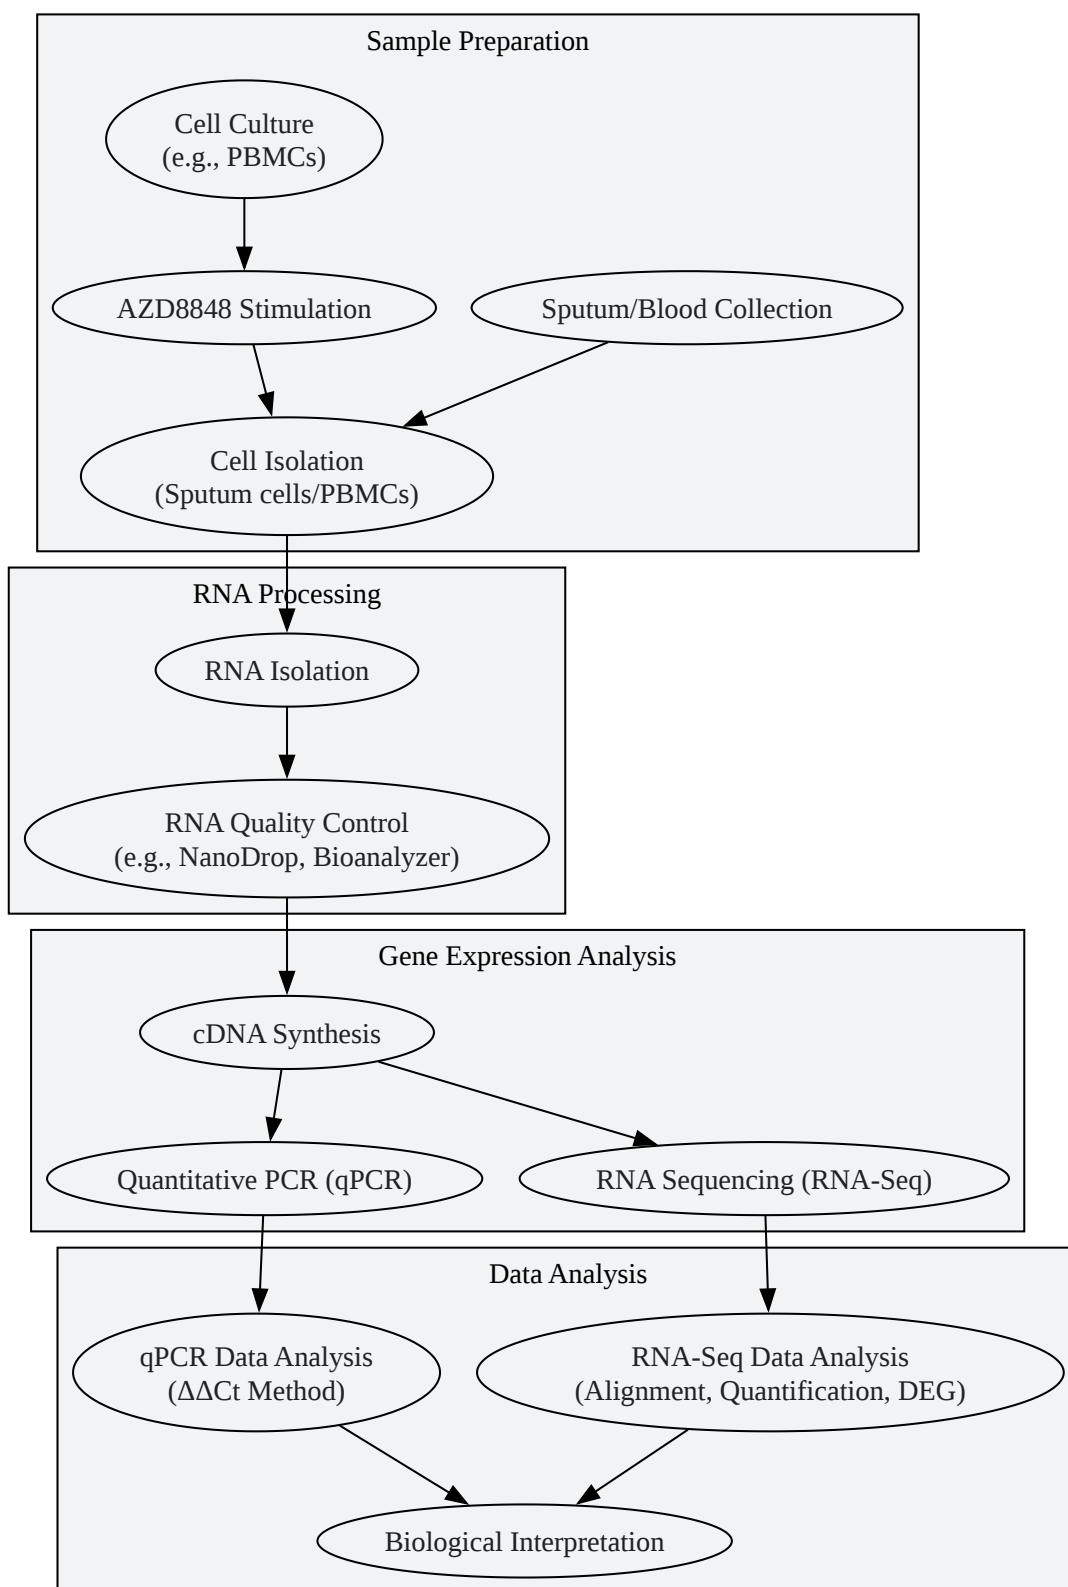 Sample Preparation
Cell Culture
(e.g., PBMCs)
AZD8848 Stimulation
Sputum/Blood Collection
Cell Isolation
(Sputum cells/PBMCs)
RNA Processing
RNA Isolation
RNA Quality Control
(e.g., NanoDrop, Bioanalyzer)
Gene Expression Analysis
cDNA Synthesis
Quantitative PCR (qPCR)
RNA Sequencing (RNA-Seq)
Data Analysis
qPCR Data Analysis
(ΔΔCt Method)
RNA-Seq Data Analysis
(Alignment, Quantification, DEG)
Biological Interpretation